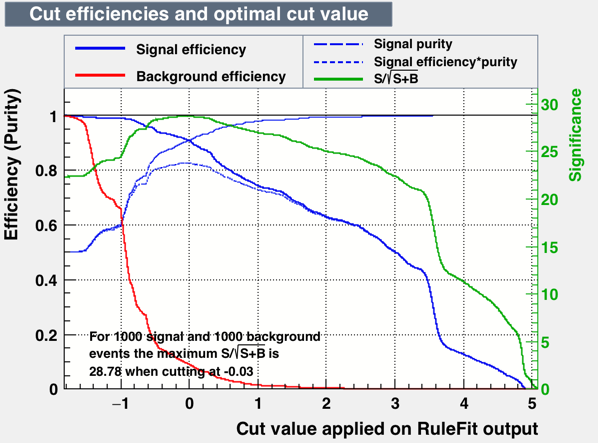 Cut efficiencies and optimal cut value
Signal efficiency
Background efficiency
Signal purity
Signal efficiency*purity
S/√S+B
Efficiency (Purity)
1
0.8
0.6
0.4
0.2
0
30
25
20
15
10
5
0
Significance
For 1000 signal and 1000 background
events the maximum S/√S+B is
28.78 when cutting at -0.03
−1 0 1 2 3 4 5
Cut value applied on RuleFit output